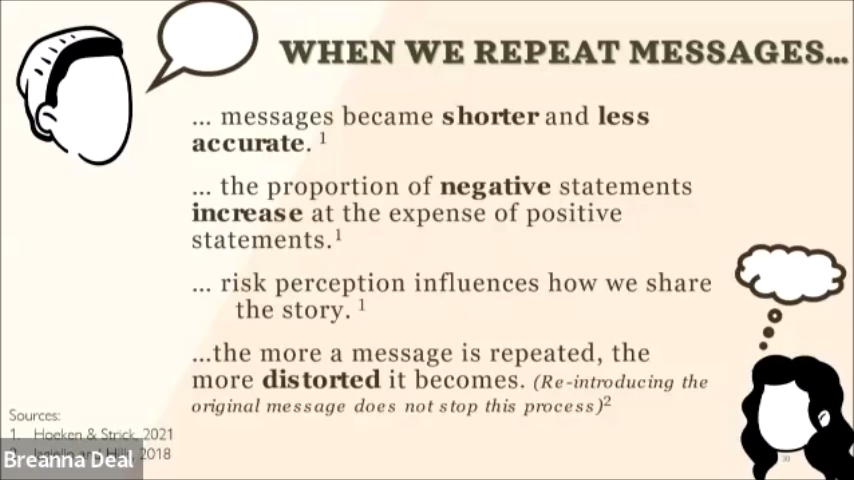 WHEN WE REPEAT MESSAGES...
... messages became shorter and less
accurate. 1
... the proportion of negative statements
increase at the expense of positive
statements.1
... risk perception influences how we share
the story. 1
...the more a message is repeated, the
more distorted it becomes. (Re-introducing the
original message does not stop this process)2
Sources:
1. Hoeken & Strick, 2021
2018
Breanna Deal
30